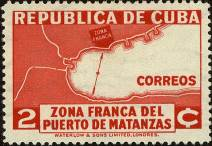 REPUBLICA DE CUBA
ZONA
FRANCA
CORREOS
2 ZONA FRANCA DEL ¢
PUERTO DE MATANZAS
WATERLOW & SONS LIMITED, LONDRES.